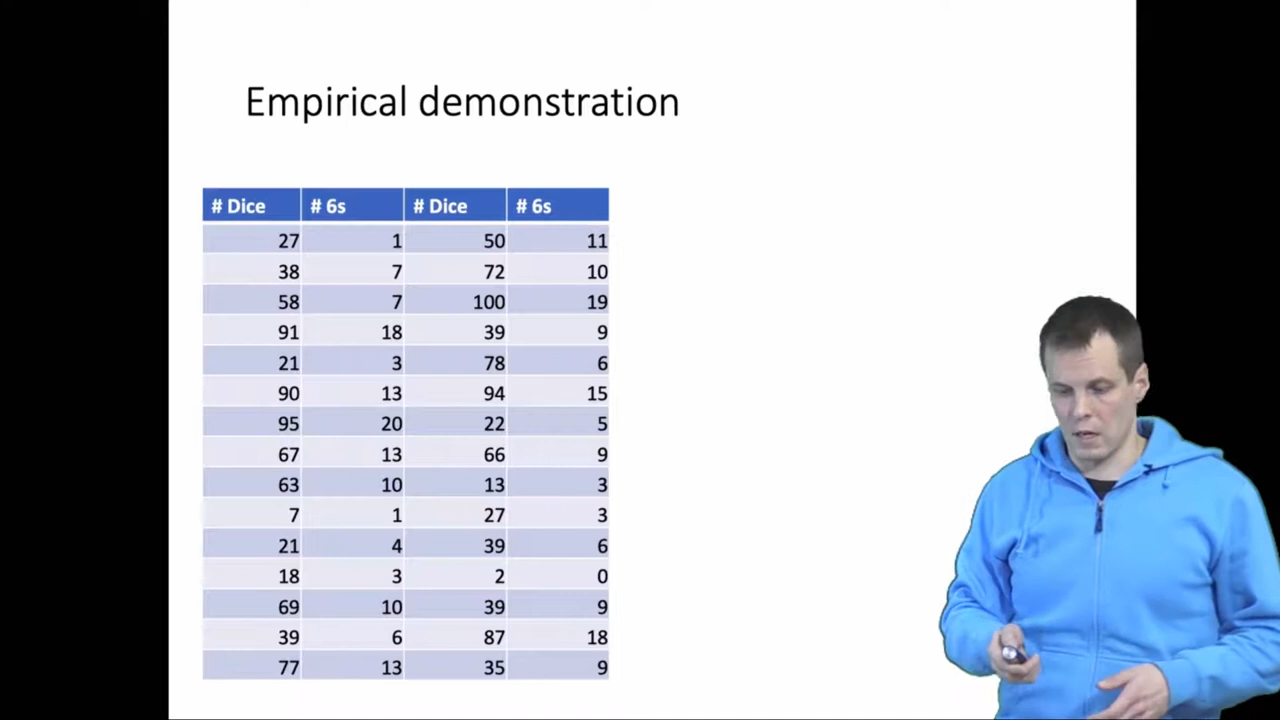 Empirical demonstration
# Dice # 6s # Dice # 6s
27 1 50 11
38 7 72 10
58 7 100 19
91 18 39 9
21 3 78 6
90 13 94 15
95 20 22 5
67 13 66 9
63 10 13 3
7 1 27 3
21 4 39 6
18 3 2 0
69 10 39 9
39 6 87 18
77 13 35 9